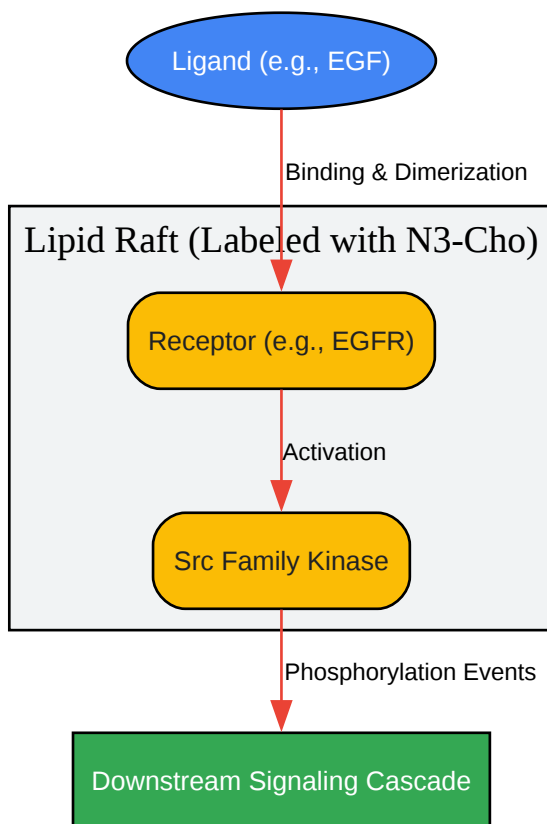 Ligand (e.g., EGF)
Binding & Dimerization
Lipid Raft (Labeled with N3-Cho)
Receptor (e.g., EGFR)
Activation
Src Family Kinase
Phosphorylation Events
Downstream Signaling Cascade